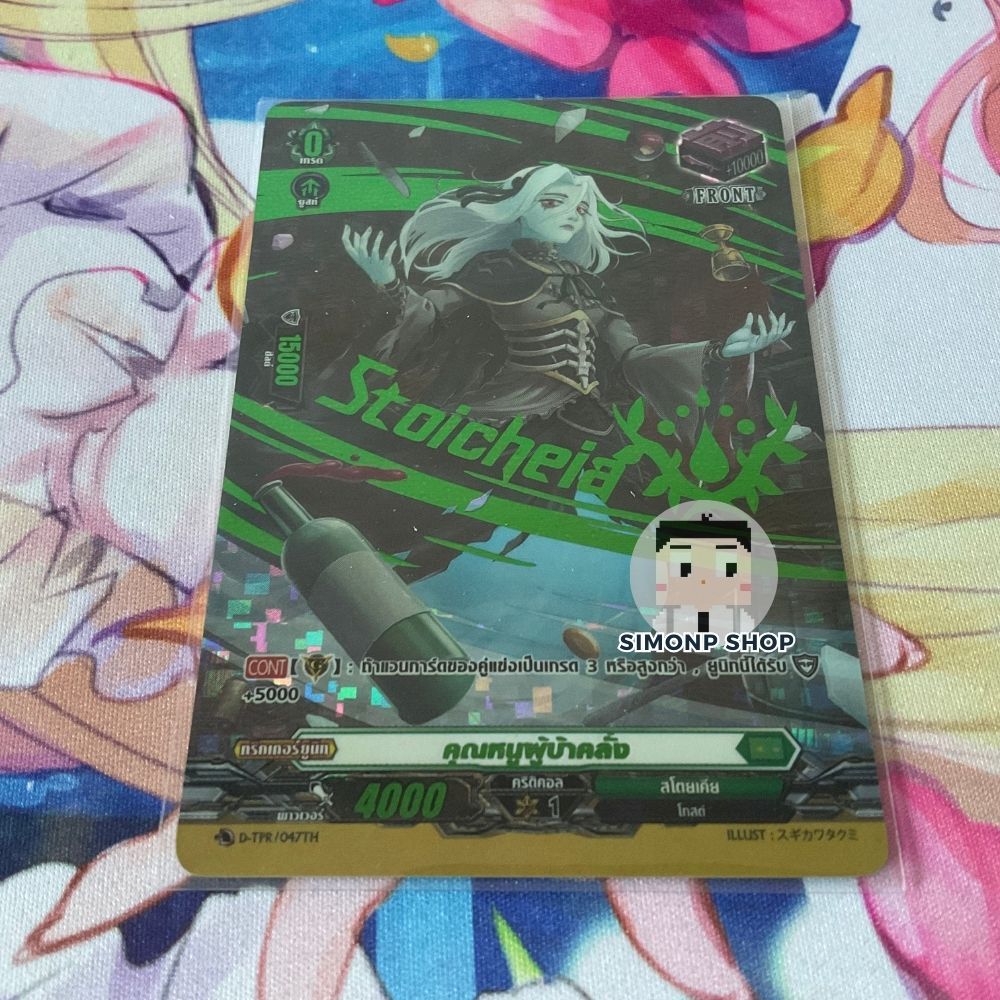 0
เกรด
บูสท์
+10000
FRONT
15000
ชีลด์
Stoicheia
SIMONP SHOP
CONT【 】 : ถ้าแวนการ์ดของคู่แข่งเป็นเกรด 3 หรือสูงกว่า , ยูนิทนี้ได้รับ
+5000
ทริกเกอร์ยูนิท
คุณหนูผู้บ้าคลั่ง
พาวเวอร์
4000
คริติคอล
1
สโตยเคีย
โกสต์
D-TPR/047TH
ILLUST : スギカワタクミ